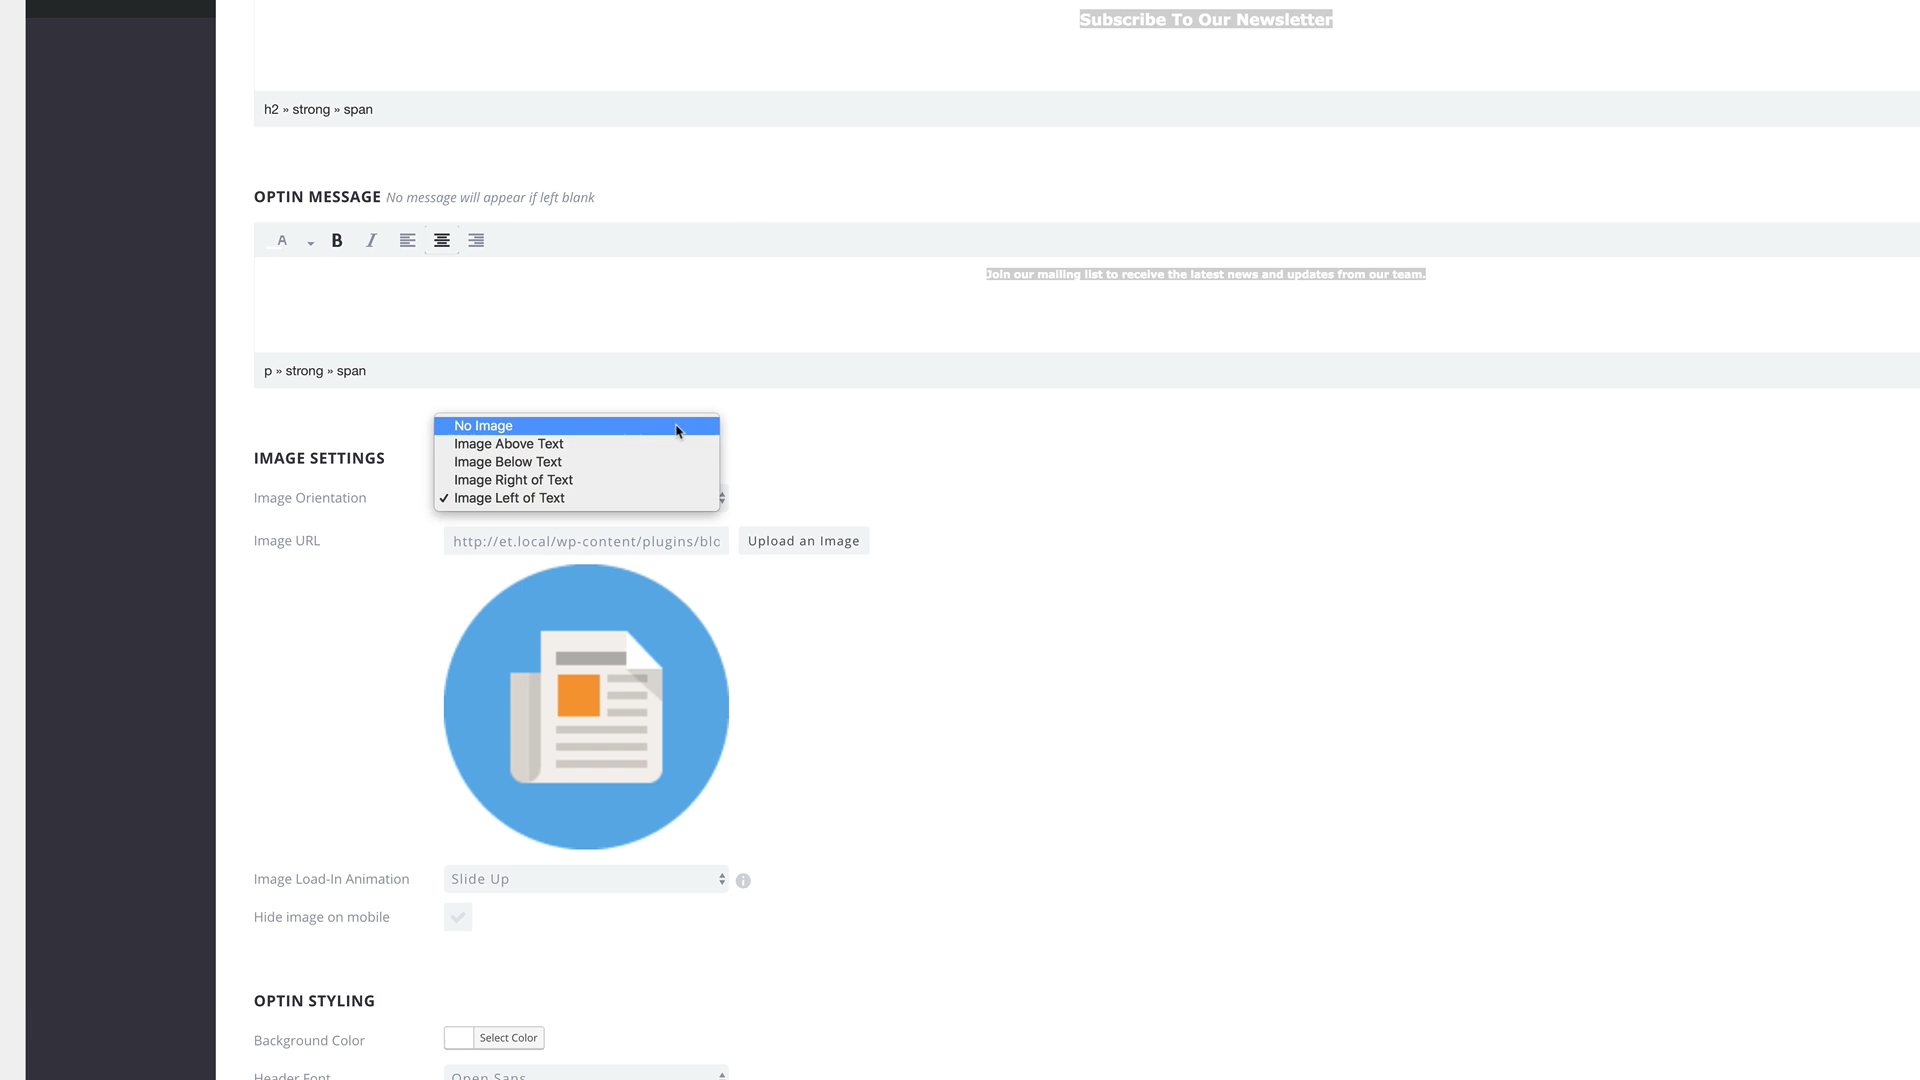 Subscribe To Our Newsletter
h2 » strong » span
OPTIN MESSAGE No message will appear if left blank
A B I
Join our mailing list to receive the latest news and updates from our team.
p » strong » span
No Image
Image Above Text
Image Below Text
Image Right of Text
✓ Image Left of Text
IMAGE SETTINGS
Image Orientation
Image URL http://et.local/wp-content/plugins/blo Upload an Image
Image Load-In Animation Slide Up
Hide image on mobile
OPTIN STYLING
Background Color Select Color
Header Font Open Sans